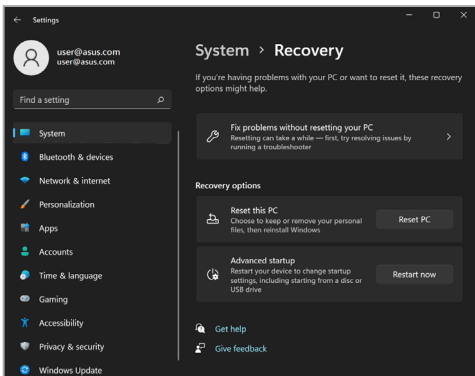 Settings
user@asus.com
user@asus.com
Find a setting
System
Bluetooth & devices
Network & internet
Personalization
Apps
Accounts
Time & language
Gaming
Accessibility
Privacy & security
Windows Update
System > Recovery
If you're having problems with your PC or want to reset it, these recovery
options might help.
Fix problems without resetting your PC
Resetting can take a while — first, try resolving issues by
running a troubleshooter
Recovery options
Reset this PC
Choose to keep or remove your personal
files, then reinstall Windows
Reset PC
Advanced startup
Restart your device to change startup
settings, including starting from a disc or
USB drive
Restart now
Get help
Give feedback